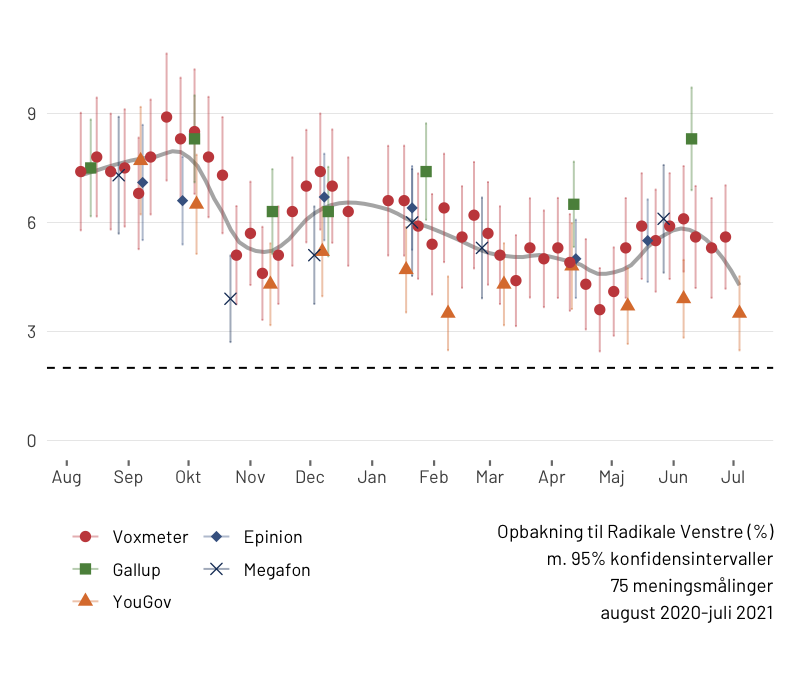 9
6
3
0
Aug Sep Okt Nov Dec Jan Feb Mar Apr Maj Jun Jul
Voxmeter Epinion
Gallup Megafon
YouGov
Opbakning til Radikale Venstre (%)
m. 95% konfidensintervaller
75 meningsmålinger
august 2020-juli 2021